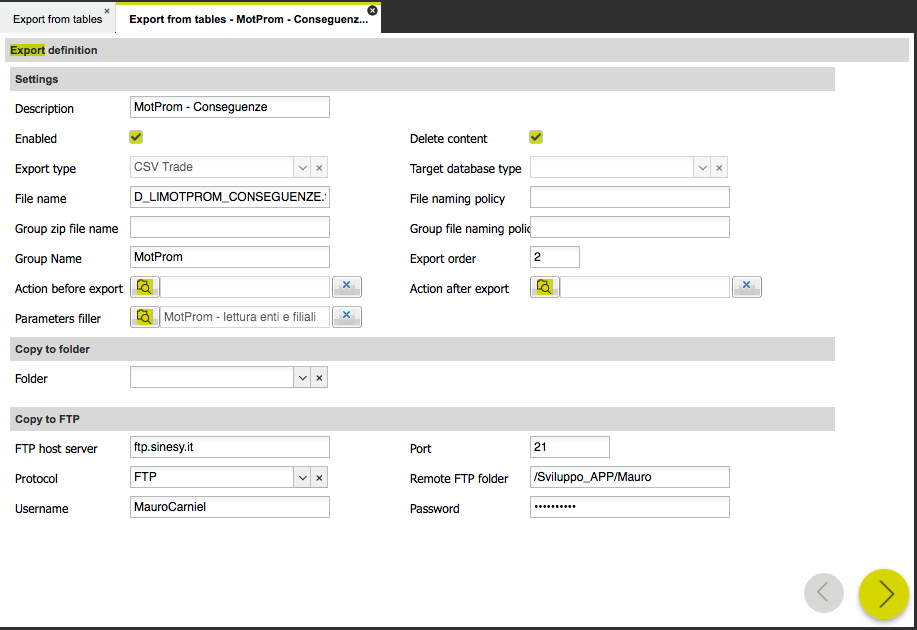 Export from tables
Export from tables - MotProm - Conseguenz...
Export definition
Settings
Description MotProm - Conseguenze
Enabled Delete content
Export type CSV Trade Target database type
File name D_LIMOTPROM_CONSEGUENZE. File naming policy
Group zip file name Group file naming polic
Group Name MotProm Export order 2
Action before export Action after export
Parameters filler MotProm - lettura enti e filiali
Copy to folder
Folder
Copy to FTP
FTP host server ftp.sinesy.it Port 21
Protocol FTP Remote FTP folder /Sviluppo_APP/Mauro
Username MauroCarniel Password ••••••••••